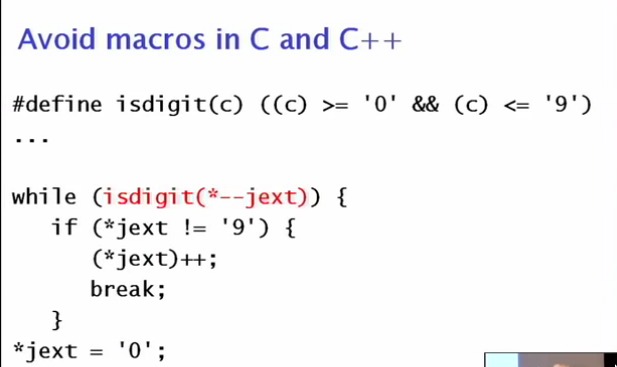 Avoid macros in C and C++
#define isdigit(c) ((c) >= '0' && (c) <= '9')
...
while (isdigit(*--jext)) {
if (*jext != '9') {
(*jext)++;
break;
}
*jext = '0';